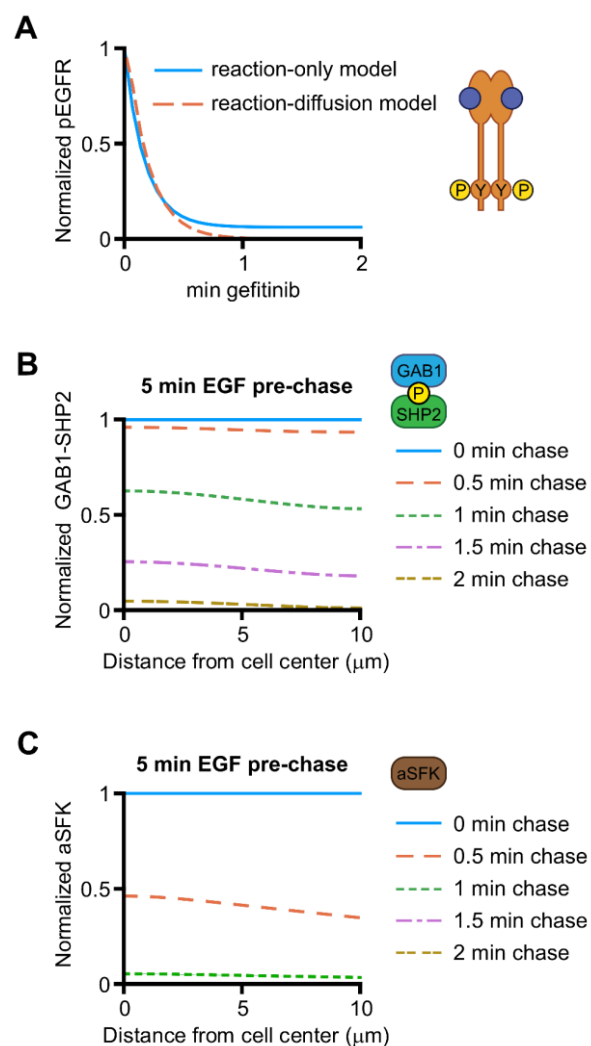 A
Normalized pEGFR
1
0.5
0
0
1
2
min gefitinib
reaction-only model
reaction-diffusion model
P Y Y P
B
5 min EGF pre-chase
GAB1
P
SHP2
Normalized GAB1-SHP2
1
0.5
0
0
5
10
Distance from cell center (μm)
0 min chase
0.5 min chase
1 min chase
1.5 min chase
2 min chase
C
5 min EGF pre-chase
aSFK
Normalized aSFK
1
0.5
0
0
5
10
Distance from cell center (μm)
0 min chase
0.5 min chase
1 min chase
1.5 min chase
2 min chase